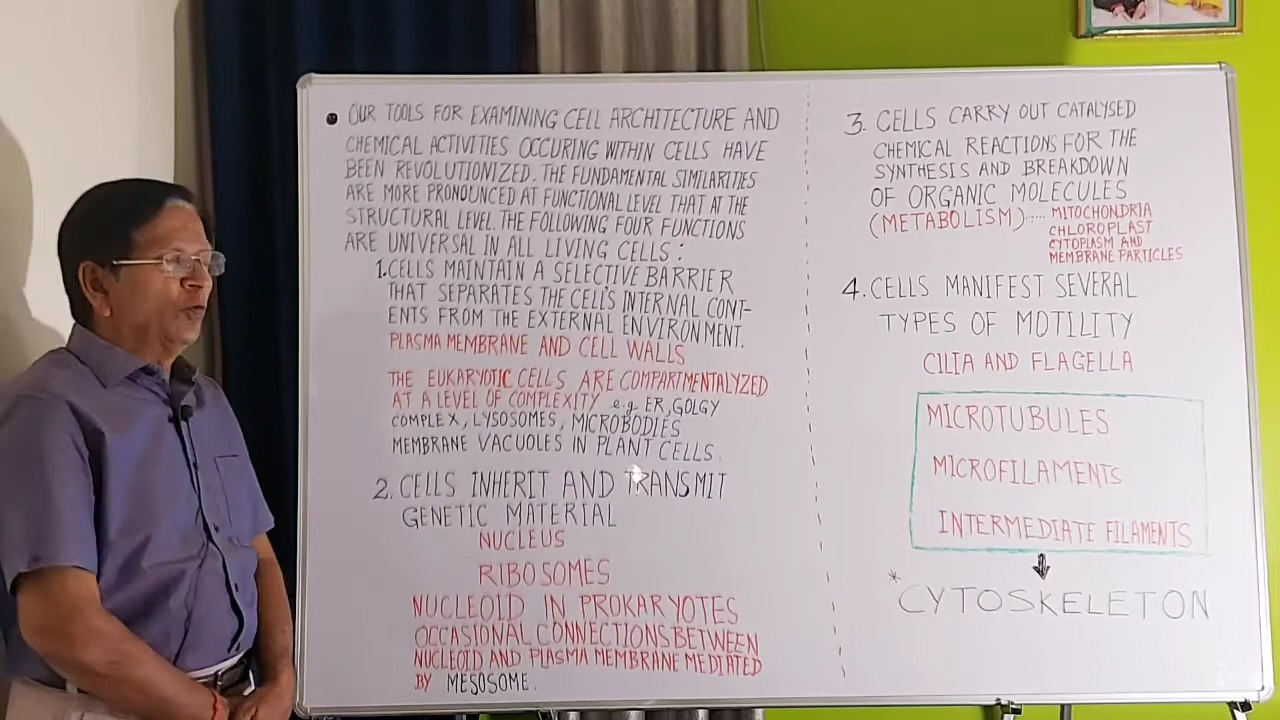 OUR TOOLS FOR EXAMINING CELL ARCHITECTURE AND
CHEMICAL ACTIVITIES OCCURING WITHIN CELLS HAVE
BEEN REVOLUTIONIZED. THE FUNDAMENTAL SIMILARITIES
ARE MORE PRONOUNCED AT FUNCTIONAL LEVEL THAT AT THE
STRUCTURAL LEVEL. THE FOLLOWING FOUR FUNCTIONS
ARE UNIVERSAL IN ALL LIVING CELLS:
1. CELLS MAINTAIN A SELECTIVE BARRIER
THAT SEPARATES THE CELL'S INTERNAL CONT-
ENTS FROM THE EXTERNAL ENVIRONMENT.
PLASMA MEMBRANE AND CELL WALLS
THE EUKARYOTIC CELLS ARE COMPARTMENTALYZED
AT A LEVEL OF COMPLEXITY e.g ER, GOLGY
COMPLEX, LYSOSOMES, MICROBODIES
MEMBRANE VACUOLES IN PLANT CELLS.
2. CELLS INHERIT AND TRANSMIT
GENETIC MATERIAL
NUCLEUS
RIBOSOMES
NUCLEOID IN PROKARYOTES
OCCASIONAL CONNECTIONS BETWEEN
NUCLEOID AND PLASMA MEMBRANE MEDIATED
BY MESOSOME.
3. CELLS CARRY OUT CATALYSED
CHEMICAL REACTIONS FOR THE
SYNTHESIS AND BREAKDOWN
OF ORGANIC MOLECULES
(METABOLISM)..... MITOCHONDRIA
CHLOROPLAST
CYTOPLASM AND
MEMBRANE PARTICLES
4. CELLS MANIFEST SEVERAL
TYPES OF MOTILITY
CILIA AND FLAGELLA
MICROTUBULES
MICROFILAMENTS
INTERMEDIATE FILAMENTS
* CYTOSKELETON